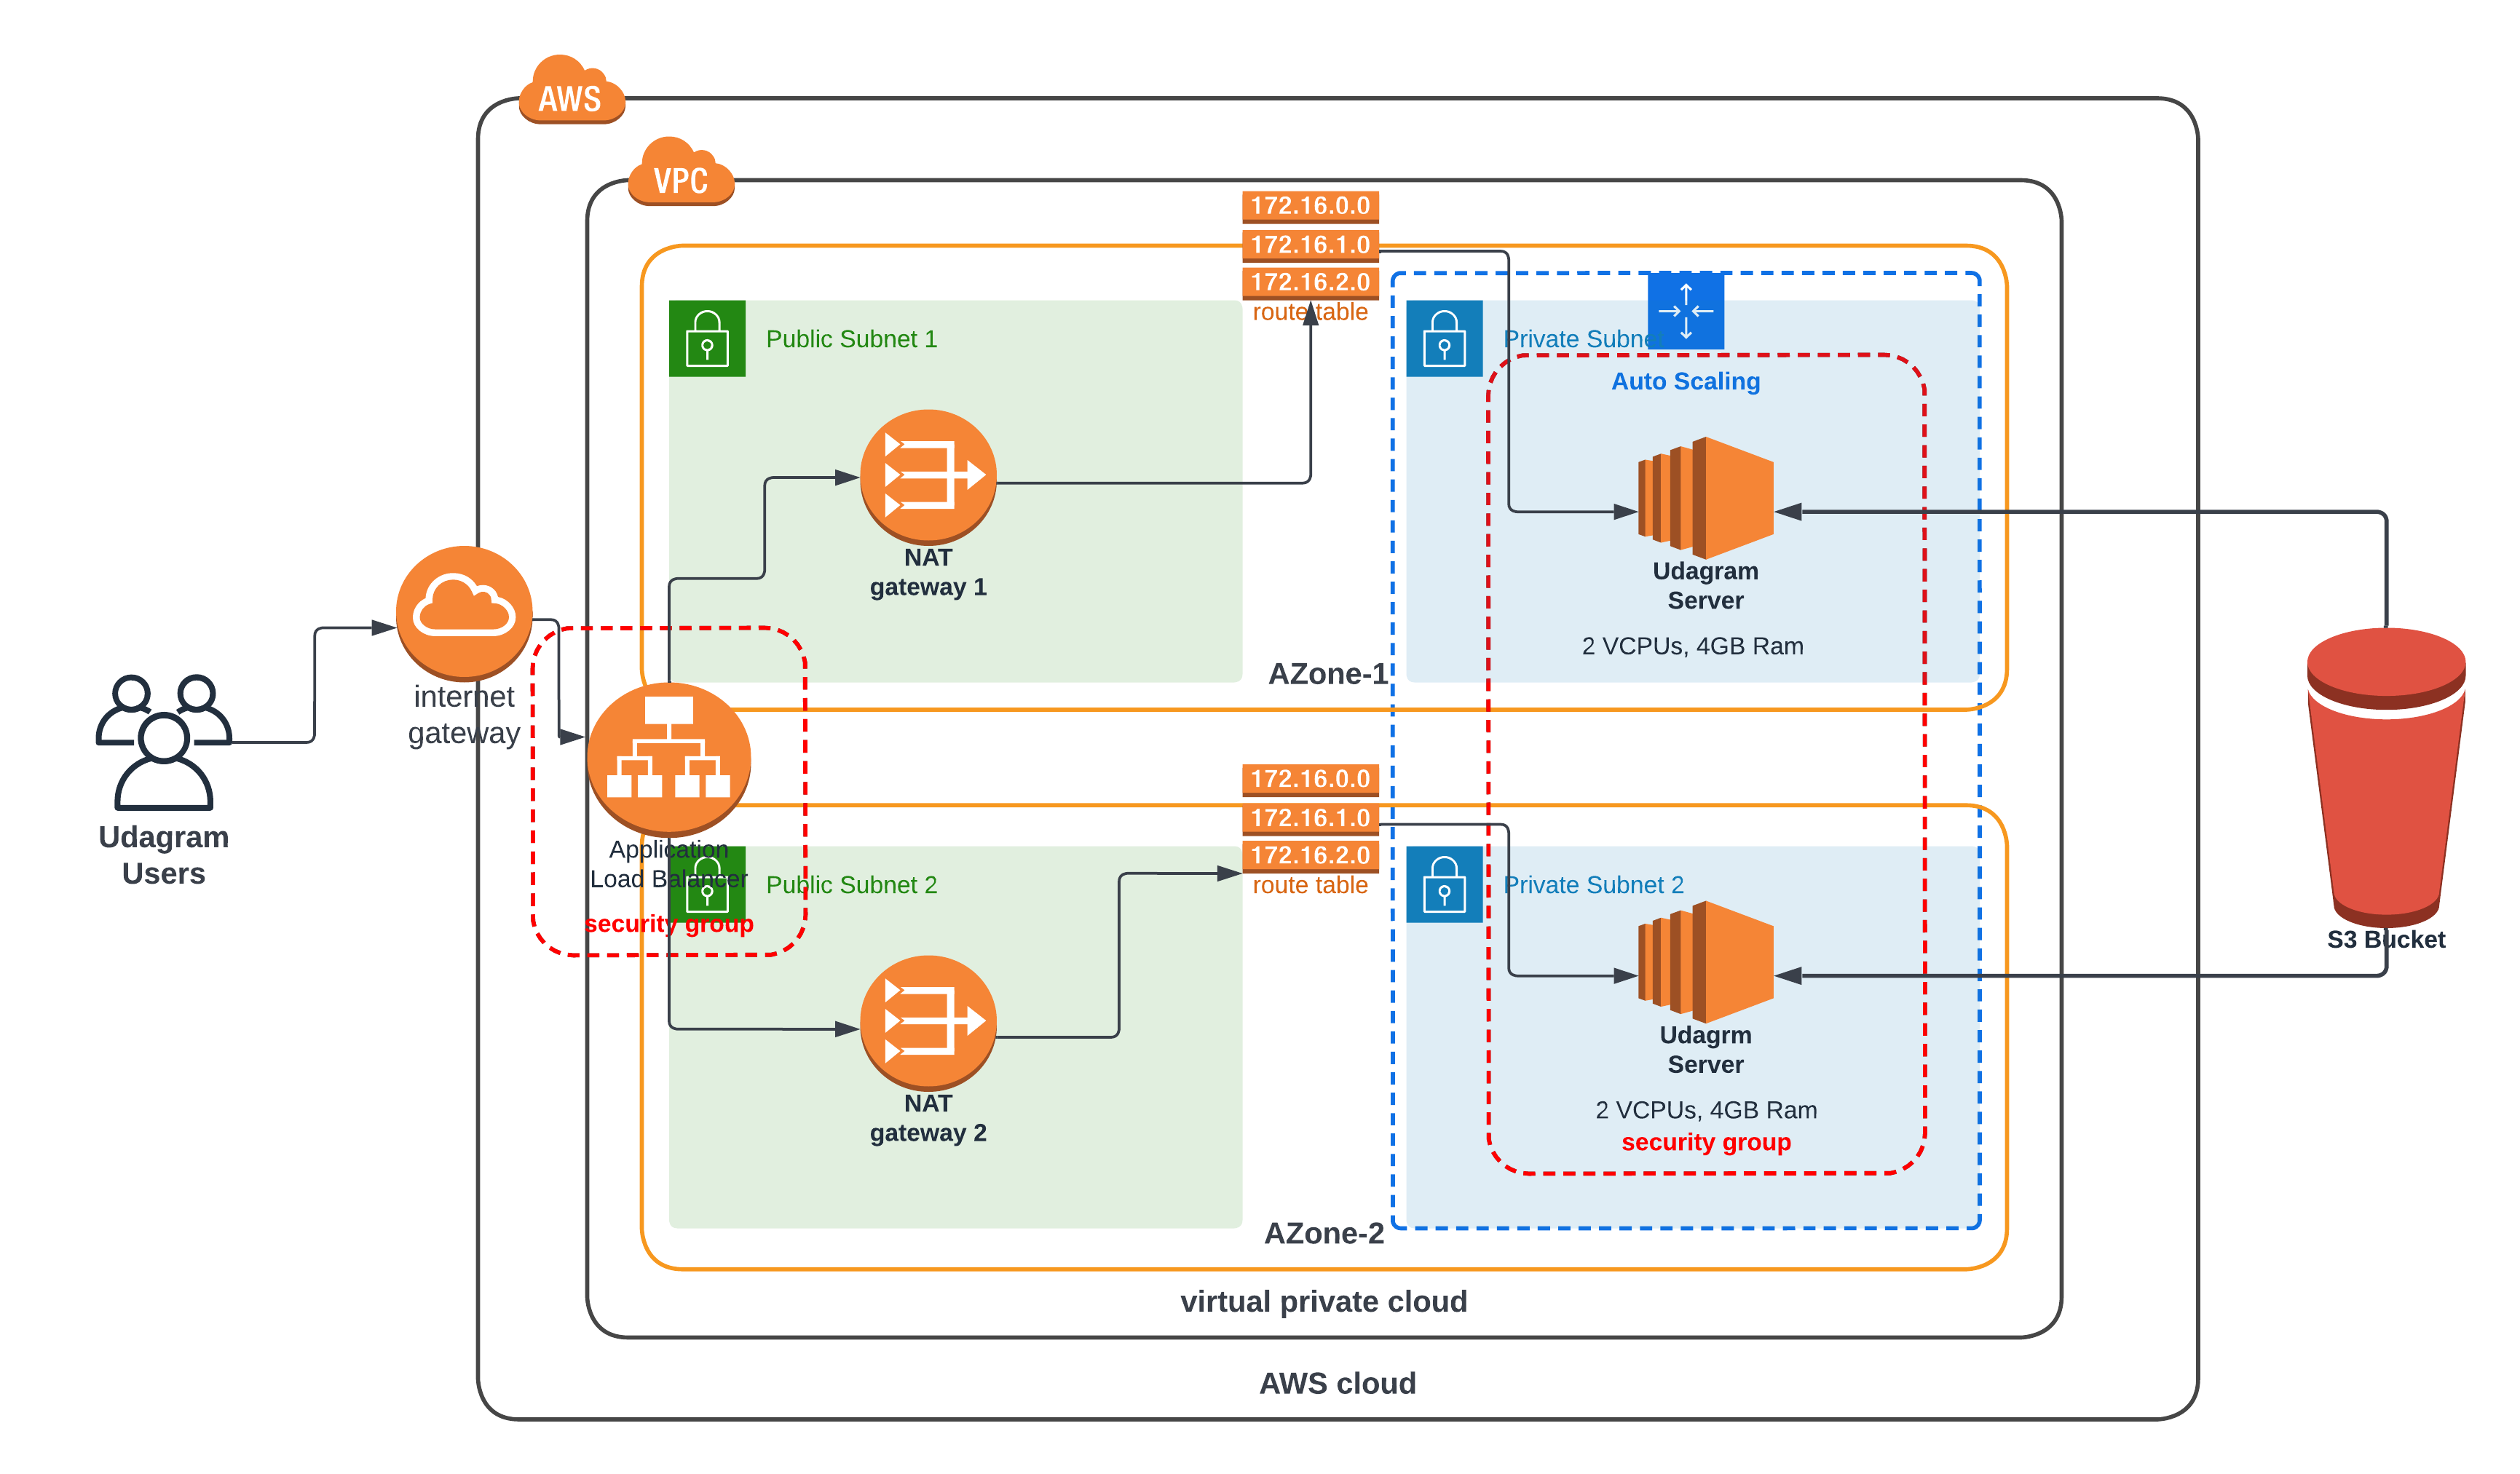 AWS
VPC
172.16.0.0
172.16.1.0
172.16.2.0
route table
Public Subnet 1
Private Subnet
Auto Scaling
NAT
gateway 1
Udagram
Server
2 VCPUs, 4GB Ram
AZone-1
internet
gateway
Udagram
Users
Application
Load Balancer
security group
172.16.0.0
172.16.1.0
172.16.2.0
route table
Public Subnet 2
Private Subnet 2
NAT
gateway 2
Udagrm
Server
2 VCPUs, 4GB Ram
security group
S3 Bucket
AZone-2
virtual private cloud
AWS cloud